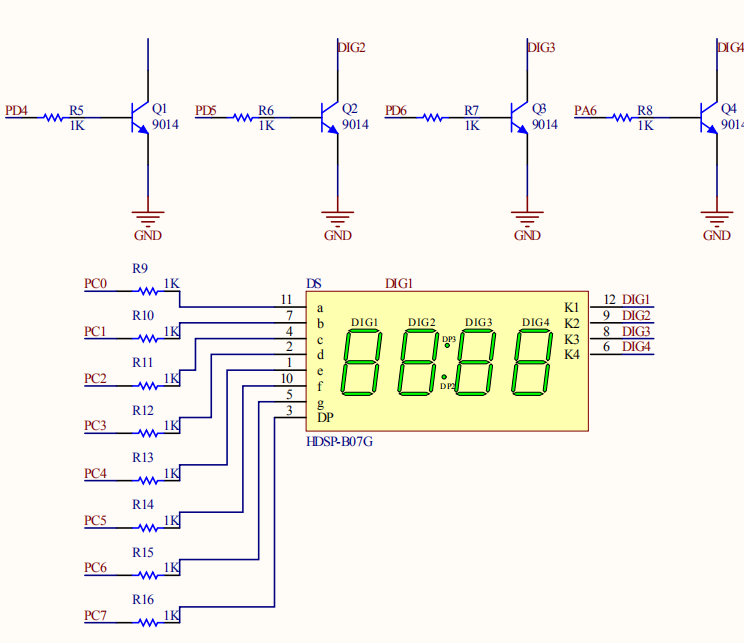 DIG2
DIG3
DIG4
PD4
R5
1K
Q1
9014
PD5
R6
1K
Q2
9014
PD6
R7
1K
Q3
9014
PA6
R8
1K
Q4
9014
GND
GND
GND
GND
DS
DIG1
HDSP-B07G
PC0
R9
1K
PC1
R10
1K
PC2
R11
1K
PC3
R12
1K
PC4
R13
1K
PC5
R14
1K
PC6
R15
1K
PC7
R16
1K
11
a
7
b
4
c
2
d
1
e
10
f
5
g
3
DP
DIG1
DIG2
DIG3
DIG4
DP3
DP2
K1
12
DIG1
K2
9
DIG2
K3
8
DIG3
K4
6
DIG4